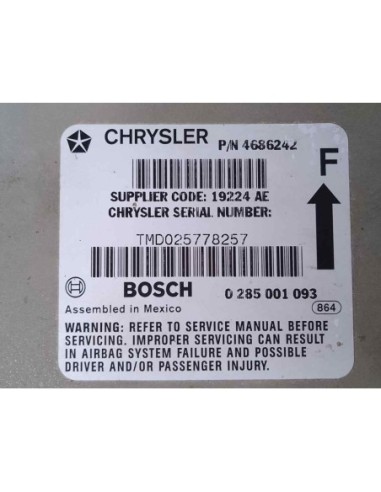 CHRYSLER P/N 4686242
F
SUPPLIER CODE: 19224 AE
CHRYSLER SERIAL NUMBER:
TMD025778257
BOSCH 0 285 001 093
Assembled in Mexico 864
WARNING: REFER TO SERVICE MANUAL BEFORE
SERVICING. IMPROPER SERVICING CAN RESULT
IN AIRBAG SYSTEM FAILURE AND POSSIBLE
DRIVER AND/OR PASSENGER INJURY.